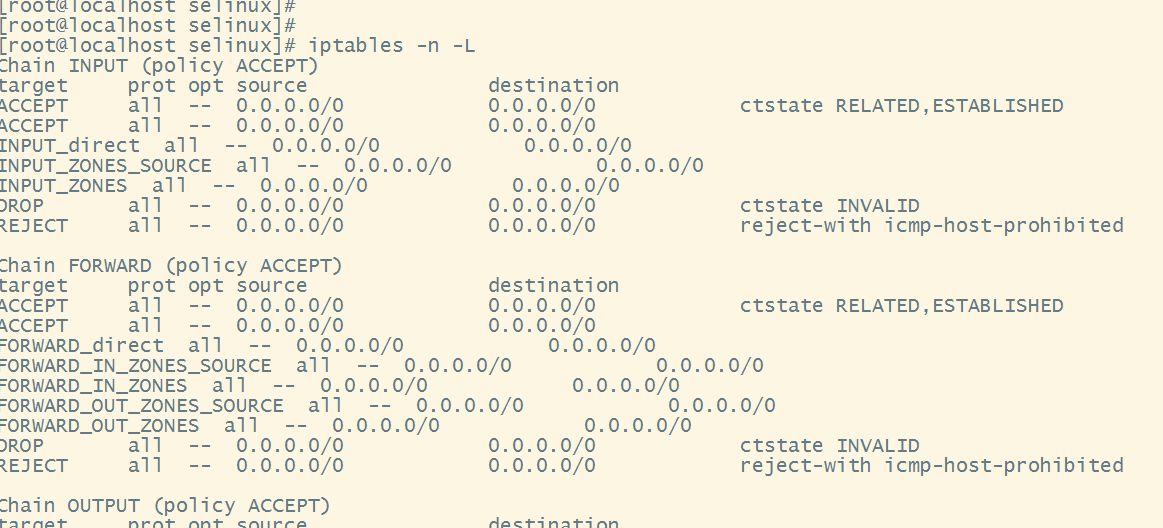 [root@localhost selinux]#
[root@localhost selinux]#
[root@localhost selinux]# iptables -n -L
Chain INPUT (policy ACCEPT)
target     prot opt source               destination
ACCEPT     all  --  0.0.0.0/0            0.0.0.0/0            ctstate RELATED,ESTABLISHED
ACCEPT     all  --  0.0.0.0/0            0.0.0.0/0
INPUT_direct  all  --  0.0.0.0/0            0.0.0.0/0
INPUT_ZONES_SOURCE  all  --  0.0.0.0/0            0.0.0.0/0
INPUT_ZONES  all  --  0.0.0.0/0            0.0.0.0/0
DROP       all  --  0.0.0.0/0            0.0.0.0/0            ctstate INVALID
REJECT     all  --  0.0.0.0/0            0.0.0.0/0            reject-with icmp-host-prohibited
Chain FORWARD (policy ACCEPT)
target     prot opt source               destination
ACCEPT     all  --  0.0.0.0/0            0.0.0.0/0            ctstate RELATED,ESTABLISHED
ACCEPT     all  --  0.0.0.0/0            0.0.0.0/0
FORWARD_direct  all  --  0.0.0.0/0            0.0.0.0/0
FORWARD_IN_ZONES_SOURCE  all  --  0.0.0.0/0            0.0.0.0/0
FORWARD_IN_ZONES  all  --  0.0.0.0/0            0.0.0.0/0
FORWARD_OUT_ZONES_SOURCE  all  --  0.0.0.0/0            0.0.0.0/0
FORWARD_OUT_ZONES  all  --  0.0.0.0/0            0.0.0.0/0
DROP       all  --  0.0.0.0/0            0.0.0.0/0            ctstate INVALID
REJECT     all  --  0.0.0.0/0            0.0.0.0/0            reject-with icmp-host-prohibited
Chain OUTPUT (policy ACCEPT)
target     prot opt source               destination